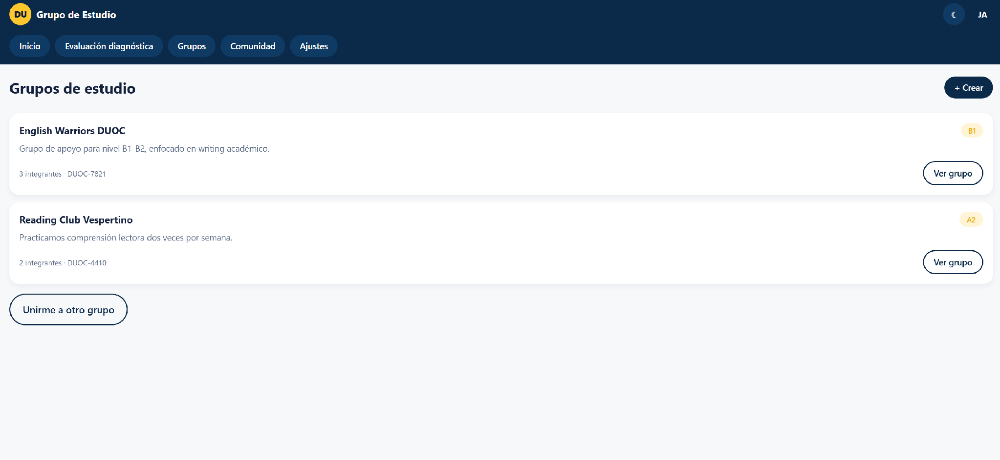 DU
Grupo de Estudio
JA
Inicio
Evaluación diagnóstica
Grupos
Comunidad
Ajustes
Grupos de estudio
+ Crear
English Warriors DUOC
B1
Grupo de apoyo para nivel B1-B2, enfocado en writing académico.
3 integrantes · DUOC-7821
Ver grupo
Reading Club Vespertino
A2
Practicamos comprensión lectora dos veces por semana.
2 integrantes · DUOC-4410
Ver grupo
Unirme a otro grupo